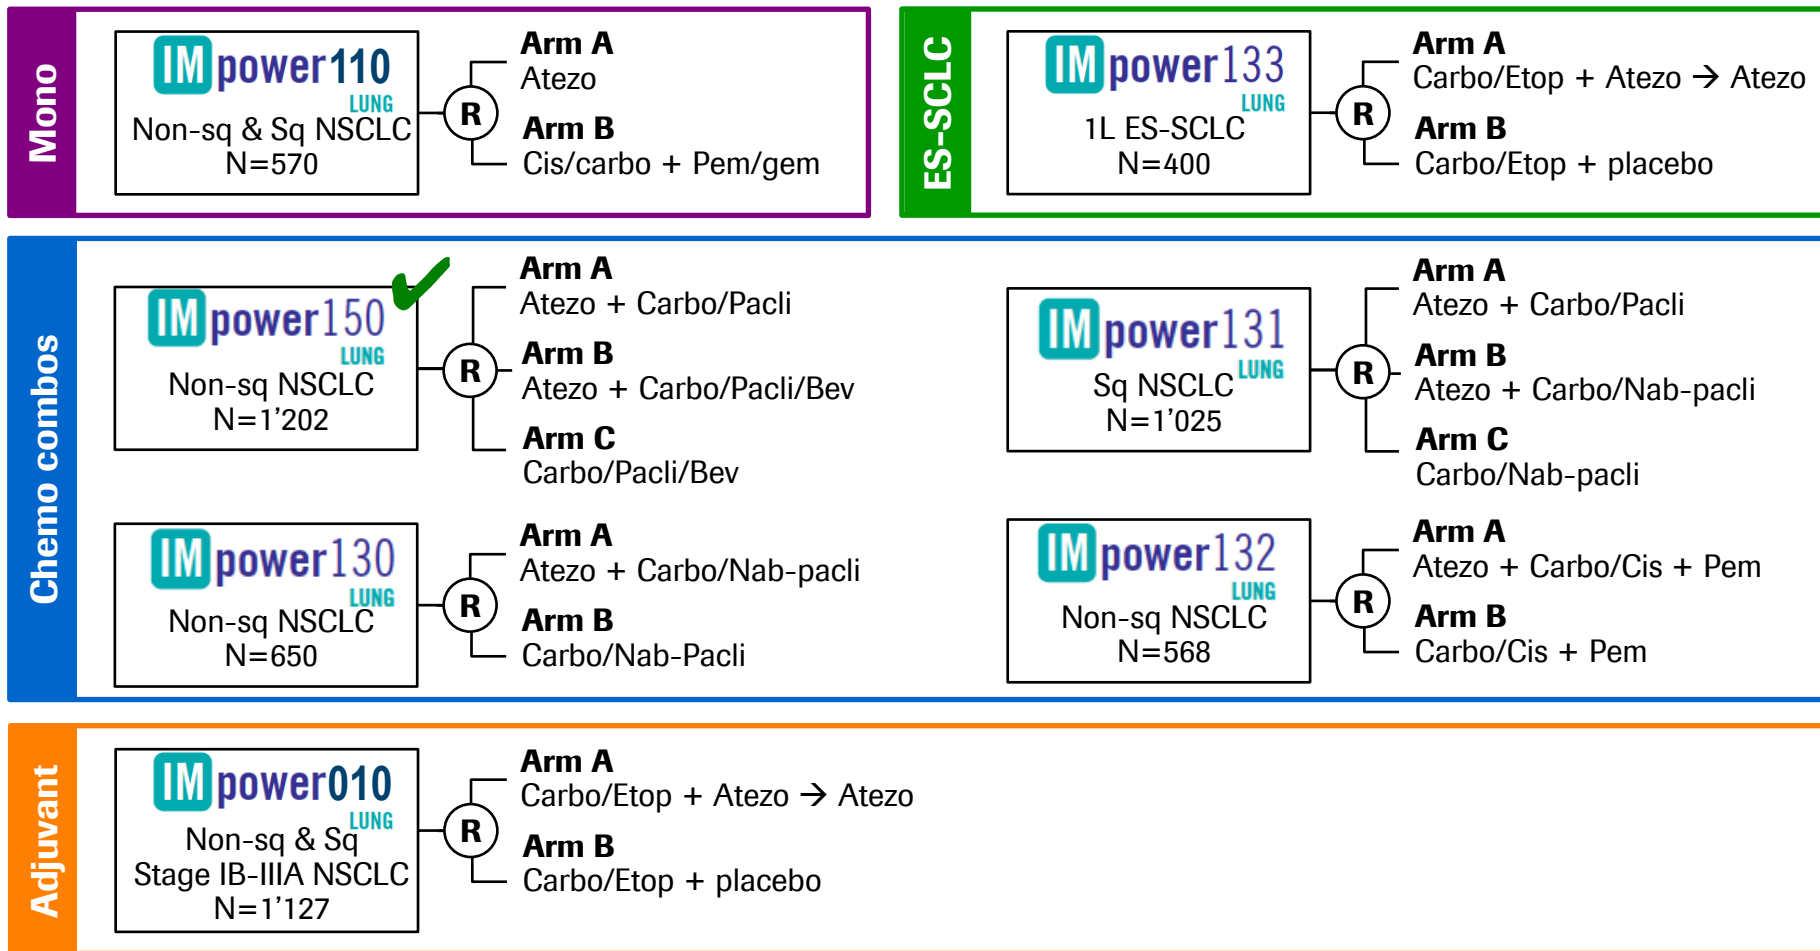 Mono
IMpower110
LUNG
Non-sq & Sq NSCLC
N=570
R
Arm A
Atezo
Arm B
Cis/carbo + Pem/gem
ES-SCLC
IMpower133
LUNG
1L ES-SCLC
N=400
R
Arm A
Carbo/Etop + Atezo → Atezo
Arm B
Carbo/Etop + placebo
Chemo combos
IMpower150
LUNG
Non-sq NSCLC
N=1'202
R
Arm A
Atezo + Carbo/Pacli
Arm B
Atezo + Carbo/Pacli/Bev
Arm C
Carbo/Pacli/Bev
IMpower131
LUNG
Sq NSCLC
N=1'025
R
Arm A
Atezo + Carbo/Pacli
Arm B
Atezo + Carbo/Nab-pacli
Arm C
Carbo/Nab-pacli
IMpower130
LUNG
Non-sq NSCLC
N=650
R
Arm A
Atezo + Carbo/Nab-pacli
Arm B
Carbo/Nab-Pacli
IMpower132
LUNG
Non-sq NSCLC
N=568
R
Arm A
Atezo + Carbo/Cis + Pem
Arm B
Carbo/Cis + Pem
Adjuvant
IMpower010
LUNG
Non-sq & Sq
Stage IB-IIIA NSCLC
N=1'127
R
Arm A
Carbo/Etop + Atezo → Atezo
Arm B
Carbo/Etop + placebo